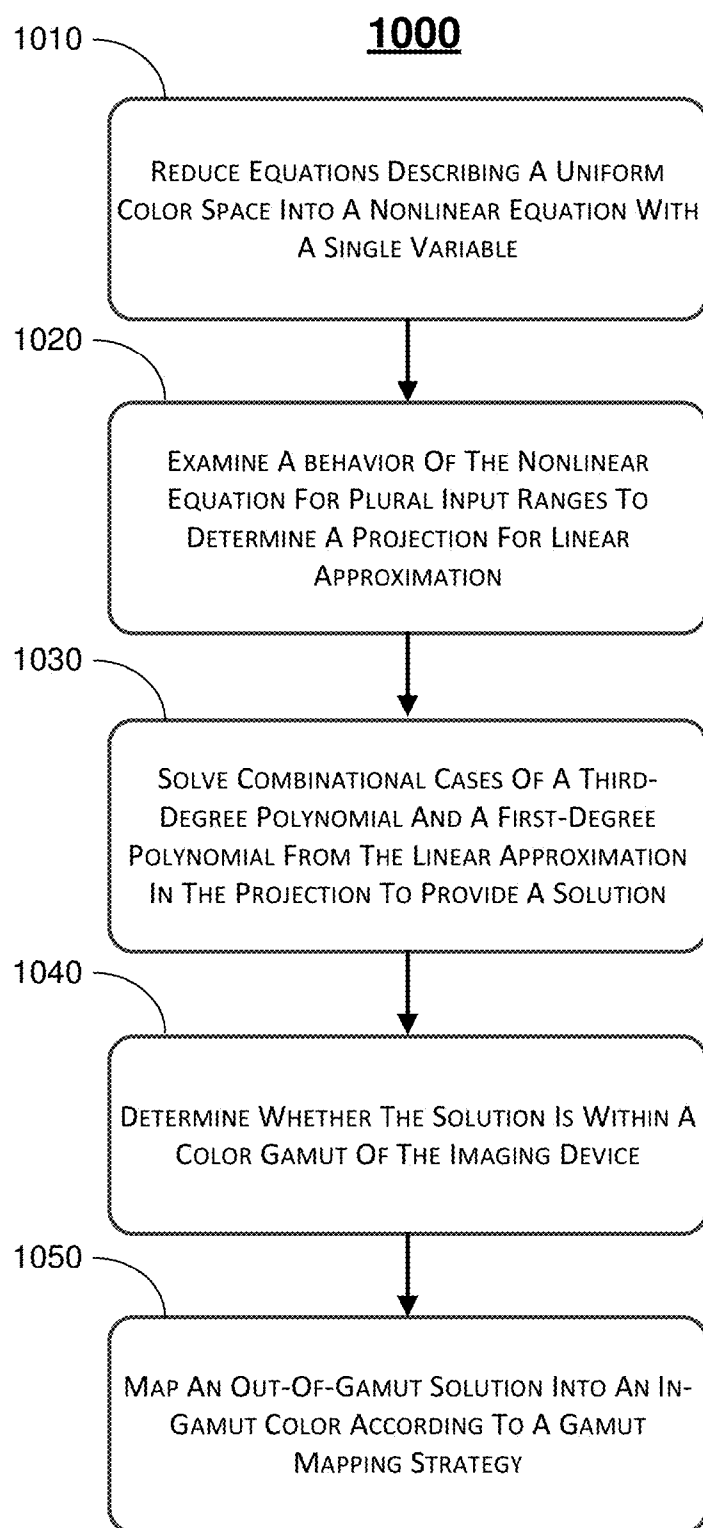 1000
1010
REDUCE EQUATIONS DESCRIBING A UNIFORM
COLOR SPACE INTO A NONLINEAR EQUATION WITH
A SINGLE VARIABLE
1020
EXAMINE A BEHAVIOR OF THE NONLINEAR
EQUATION FOR PLURAL INPUT RANGES TO
DETERMINE A PROJECTION FOR LINEAR
APPROXIMATION
1030
SOLVE COMBINATIONAL CASES OF A THIRD-
DEGREE POLYNOMIAL AND A FIRST-DEGREE
POLYNOMIAL FROM THE LINEAR APPROXIMATION
IN THE PROJECTION TO PROVIDE A SOLUTION
1040
DETERMINE WHETHER THE SOLUTION IS WITHIN A
COLOR GAMUT OF THE IMAGING DEVICE
1050
MAP AN OUT-OF-GAMUT SOLUTION INTO AN IN-
GAMUT COLOR ACCORDING TO A GAMUT
MAPPING STRATEGY